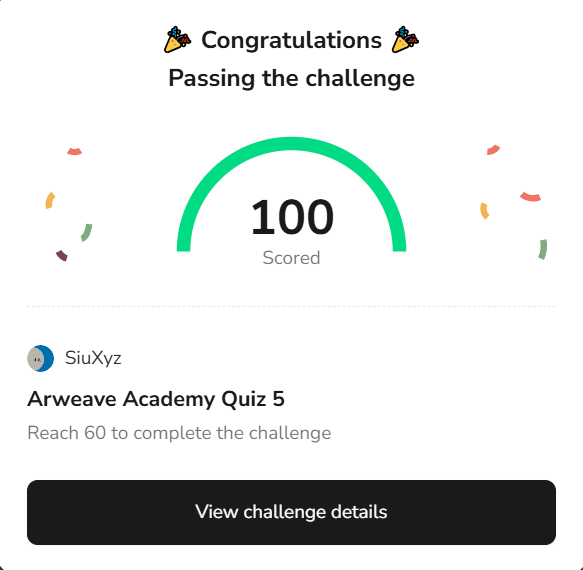 🎉 Congratulations 🎉
Passing the challenge
100
Scored
SiuXyz
Arweave Academy Quiz 5
Reach 60 to complete the challenge
View challenge details